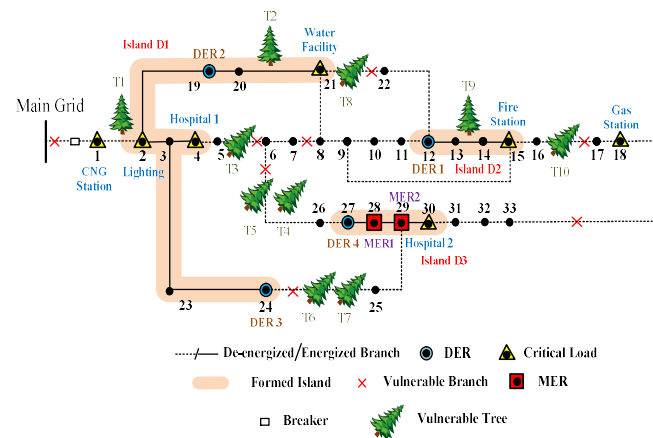 T2
Water
Facility
Island D1
DER 2
T1
19
20
21
T8
22
T9
Main Grid
Hospital 1
Fire
Station
Gas
Station
1
2
3
4
5
T3
6
7
8
9
10
11
12
13
14
15
16
T10
17
18
CNG
Station
Lighting
DER 1
Island D2
MER2
T5
T4
26
27
28
29
30
31
32
33
DER 4
MER1
Hospital 2
Island D3
23
24
T6
T7
25
DER 3
De-energized/Energized Branch
DER
Critical Load
Formed Island
Vulnerable Branch
MER
Breaker
Vulnerable Tree